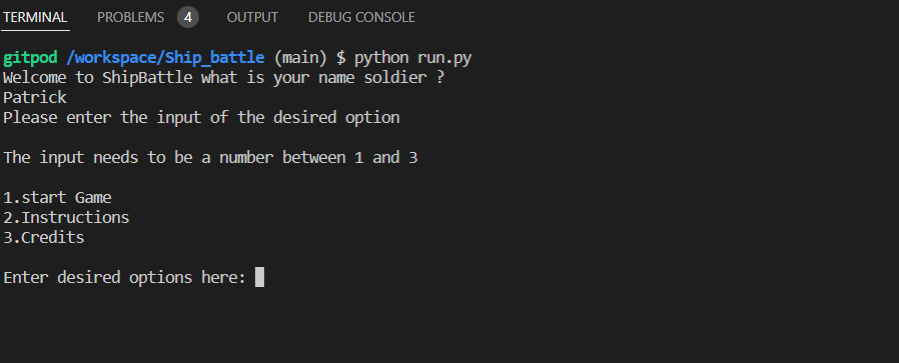 TERMINAL PROBLEMS 4 OUTPUT DEBUG CONSOLE
gitpod /workspace/Ship_battle (main) $ python run.py
Welcome to ShipBattle what is your name soldier ?
Patrick
Please enter the input of the desired option
The input needs to be a number between 1 and 3
1.start Game
2.Instructions
3.Credits
Enter desired options here: